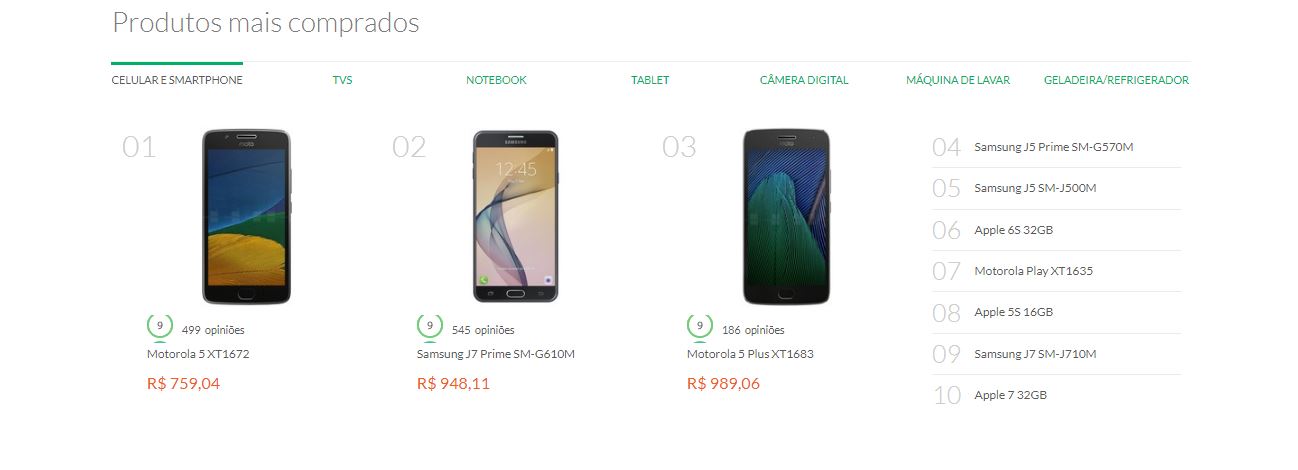 Produtos mais comprados
CELULAR E SMARTPHONE
TVS
NOTEBOOK
TABLET
CÂMERA DIGITAL
MÁQUINA DE LAVAR
GELADEIRA/REFRIGERADOR
01
moto
9
499 opiniões
Motorola 5 XT1672
R$ 759,04
02
SAMSUNG
12:45
9
545 opiniões
Samsung J7 Prime SM-G610M
R$ 948,11
03
moto
9
186 opiniões
Motorola 5 Plus XT1683
R$ 989,06
04 Samsung J5 Prime SM-G570M
05 Samsung J5 SM-J500M
06 Apple 6S 32GB
07 Motorola Play XT1635
08 Apple 5S 16GB
09 Samsung J7 SM-J710M
10 Apple 7 32GB